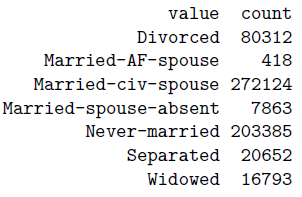 value count
Divorced 80312
Married-AF-spouse 418
Married-civ-spouse 272124
Married-spouse-absent 7863
Never-married 203385
Separated 20652
Widowed 16793